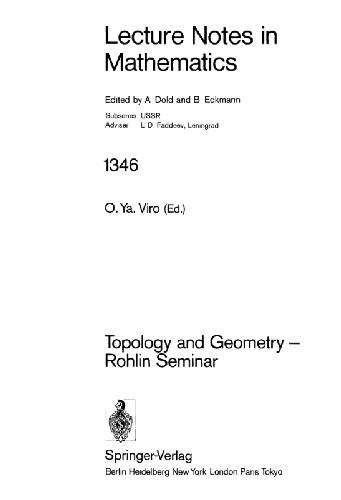 Lecture Notes in
Mathematics
Edited by A. Dold and B. Eckmann
Subseries: USSR
Adviser: L. D. Faddeev, Leningrad
1346
O. Ya. Viro (Ed.)
Topology and Geometry –
Rohlin Seminar
Springer-Verlag
Berlin Heidelberg New York London Paris Tokyo